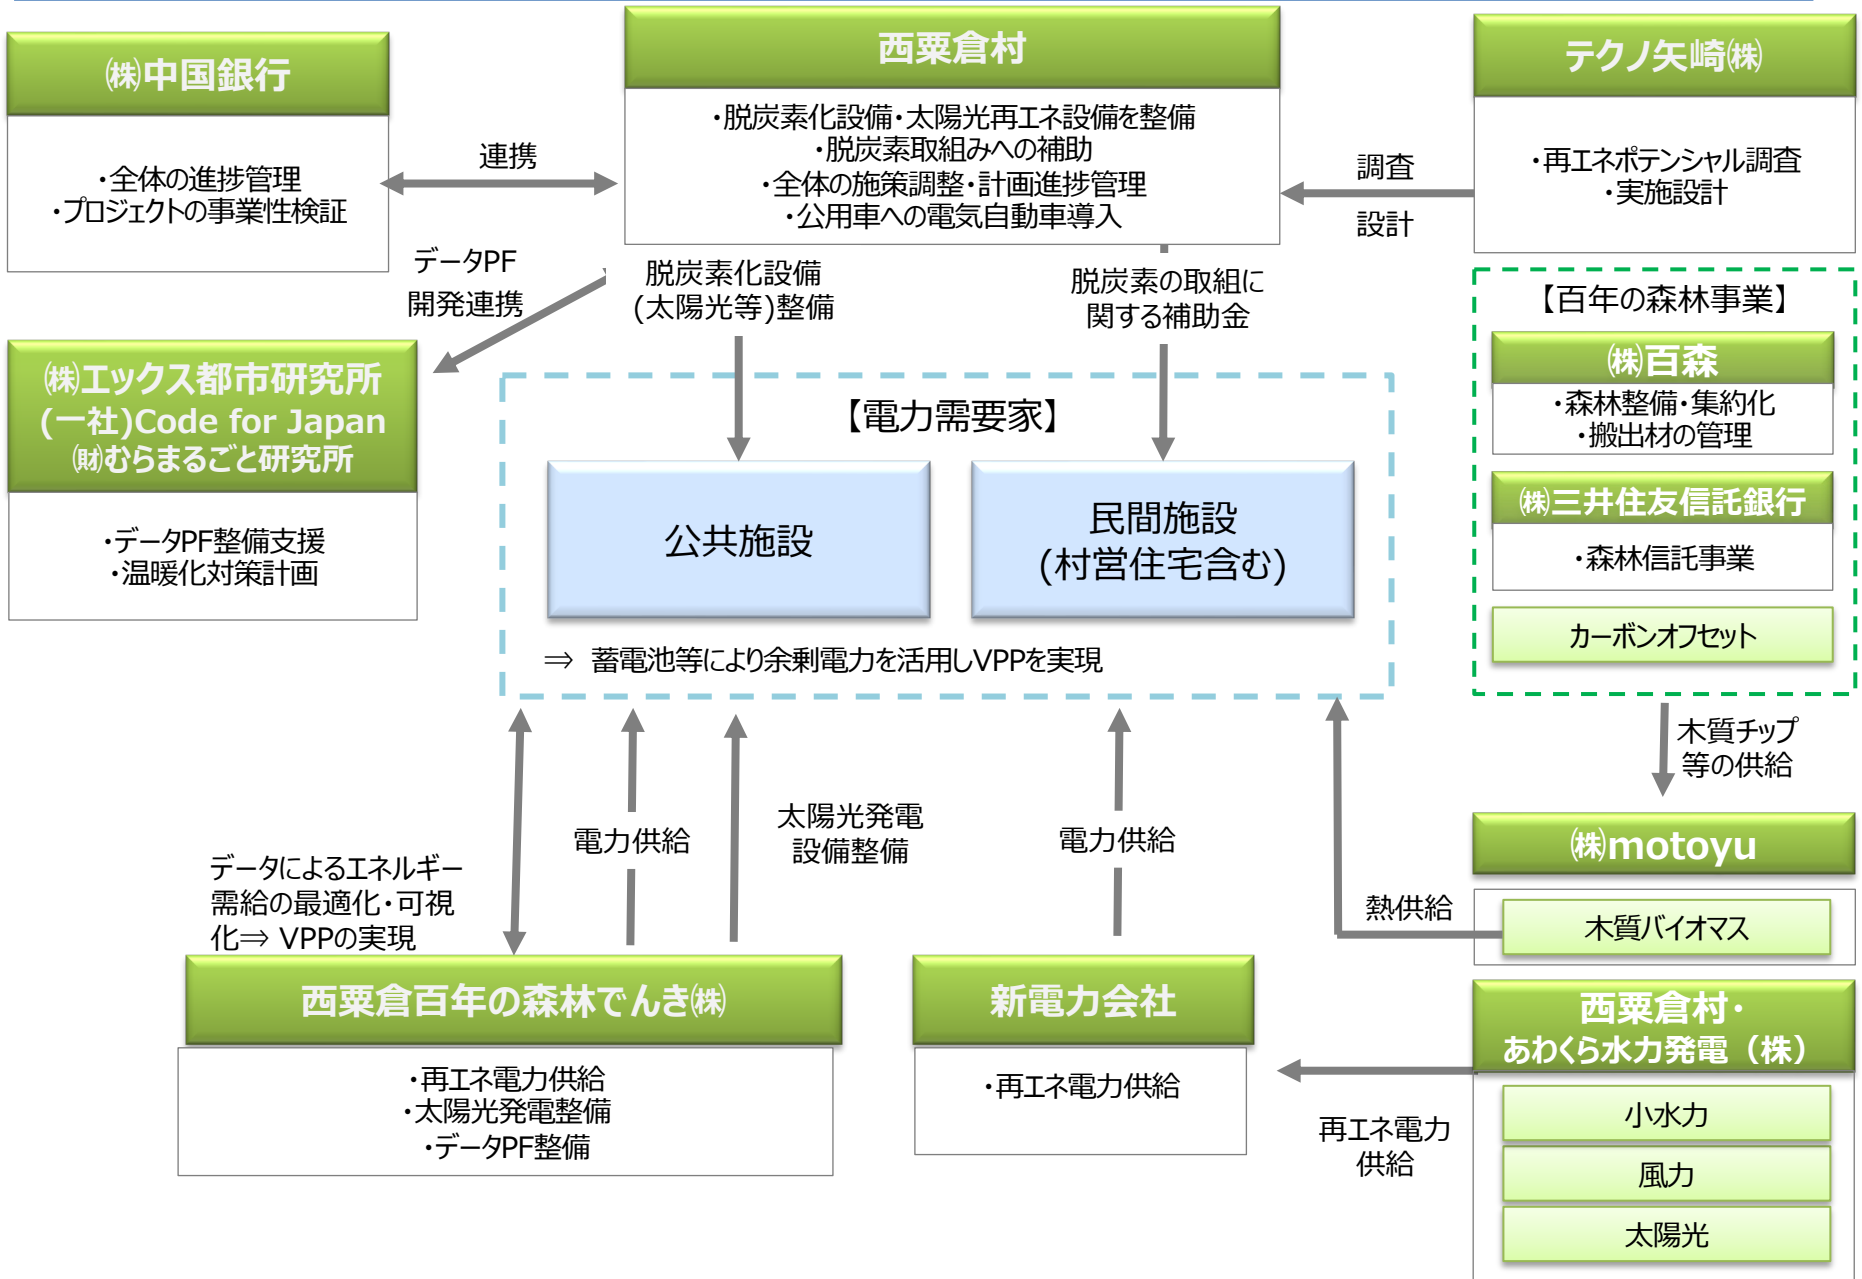 ㈱中国銀行
・全体の進捗管理
・プロジェクトの事業性検証
連携
西粟倉村
・脱炭素化設備・太陽光再エネ設備を整備
・脱炭素取組みへの補助
・全体の施策調整・計画進捗管理
・公用車への電気自動車導入
調査
設計
テクノ矢崎㈱
・再エネポテンシャル調査
・実施設計
データPF
開発連携
脱炭素化設備
(太陽光等)整備
脱炭素の取組に
関する補助金
㈱エックス都市研究所
(一社)Code for Japan
㈶むらまるごと研究所
・データPF整備支援
・温暖化対策計画
【電力需要家】
公共施設
民間施設
(村営住宅含む)
⇒ 蓄電池等により余剰電力を活用しVPPを実現
【百年の森林事業】
㈱百森
・森林整備・集約化
・搬出材の管理
㈱三井住友信託銀行
・森林信託事業
カーボンオフセット
木質チップ
等の供給
データによるエネルギー
需給の最適化・可視
化⇒ VPPの実現
電力供給
太陽光発電
設備整備
電力供給
熱供給
㈱motoyu
木質バイオマス
西粟倉百年の森林でんき㈱
・再エネ電力供給
・太陽光発電整備
・データPF整備
新電力会社
・再エネ電力供給
再エネ電力
供給
西粟倉村・
あわくら水力発電（株）
小水力
風力
太陽光